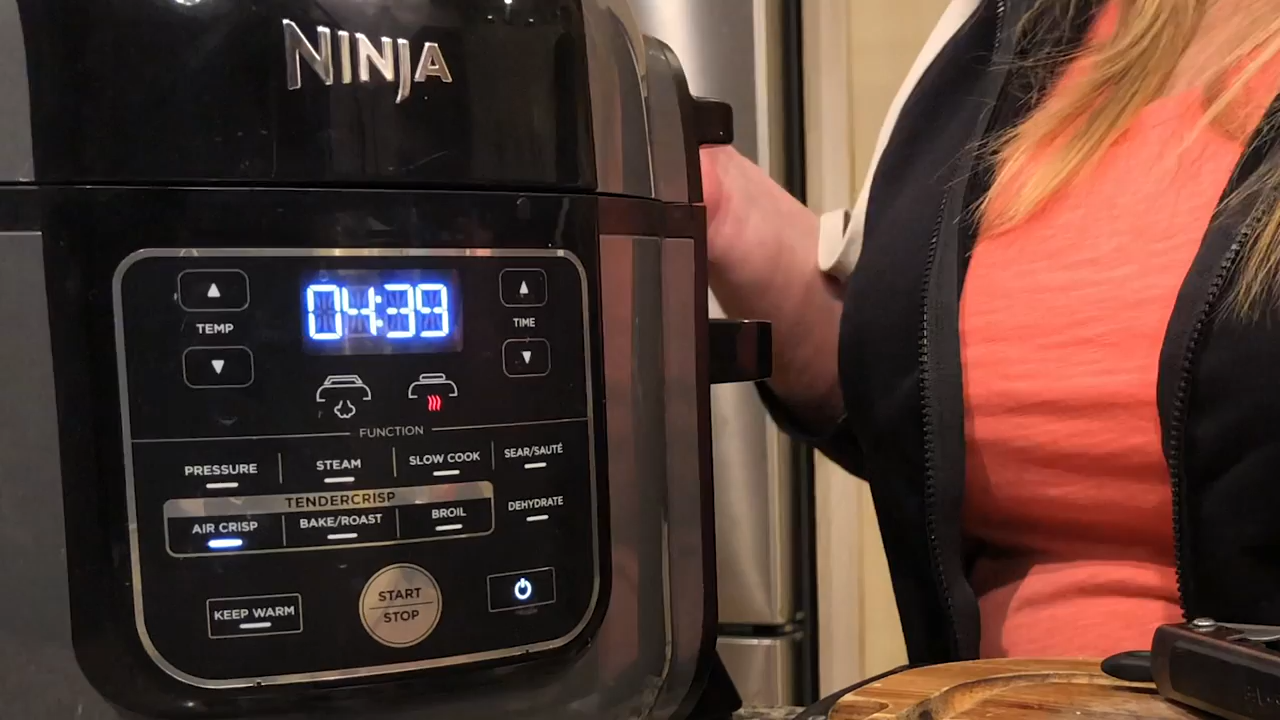 NINJA
04:39
TEMP
TIME
FUNCTION
PRESSURE STEAM SLOW COOK SEAR/SAUTÉ
TENDERCRISP
AIR CRISP BAKE/ROAST BROIL DEHYDRATE
KEEP WARM
START
STOP